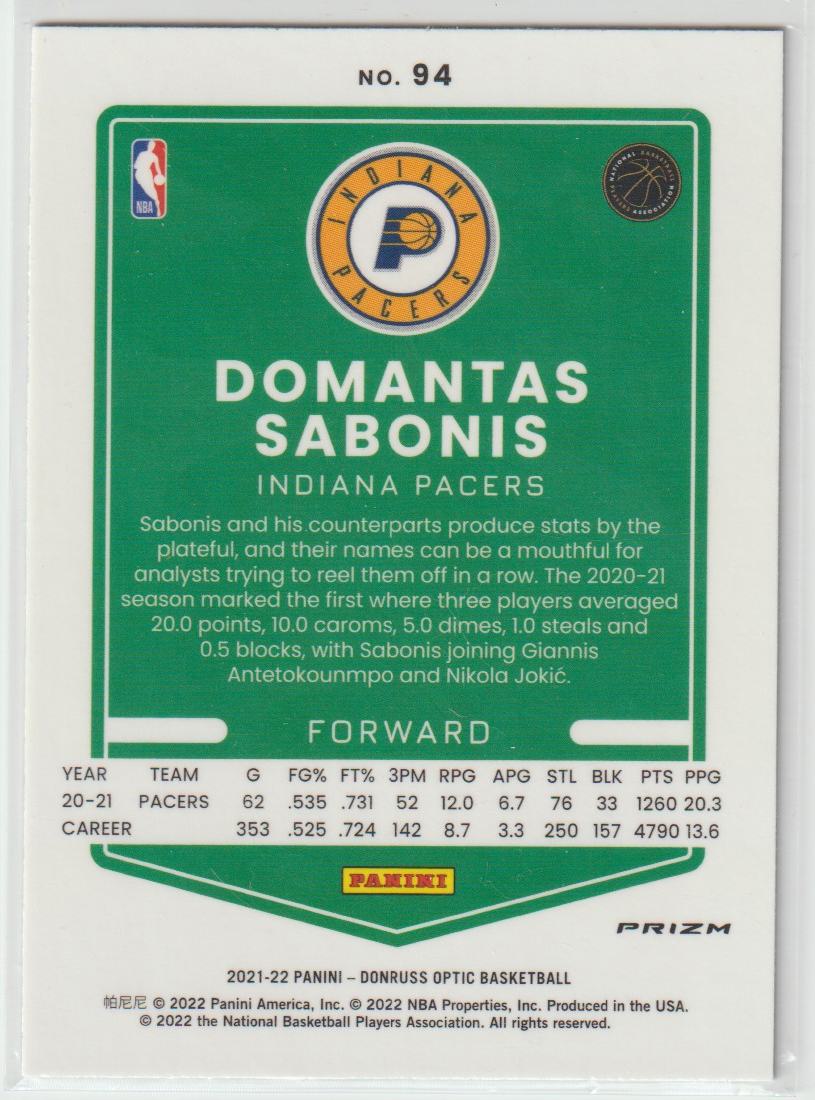 NO. 94
NBA
NATIONAL BASKETBALL
PLAYERS ASSOCIATION
INDIANA
PACERS
DOMANTAS
SABONIS
INDIANA PACERS
Sabonis and his counterparts produce stats by the
plateful, and their names can be a mouthful for
analysts trying to reel them off in a row. The 2020-21
season marked the first where three players averaged
20.0 points, 10.0 caroms, 5.0 dimes, 1.0 steals and
0.5 blocks, with Sabonis joining Giannis
Antetokounmpo and Nikola Jokić.
FORWARD
YEAR TEAM G FG% FT% 3PM RPG APG STL BLK PTS PPG
20-21 PACERS 62 .535 .731 52 12.0 6.7 76 33 1260 20.3
CAREER 353 .525 .724 142 8.7 3.3 250 157 4790 13.6
PANINI
PRIZM
2021-22 PANINI – DONRUSS OPTIC BASKETBALL
帕尼尼 © 2022 Panini America, Inc. © 2022 NBA Properties, Inc. Produced in the USA.
© 2022 the National Basketball Players Association. All rights reserved.